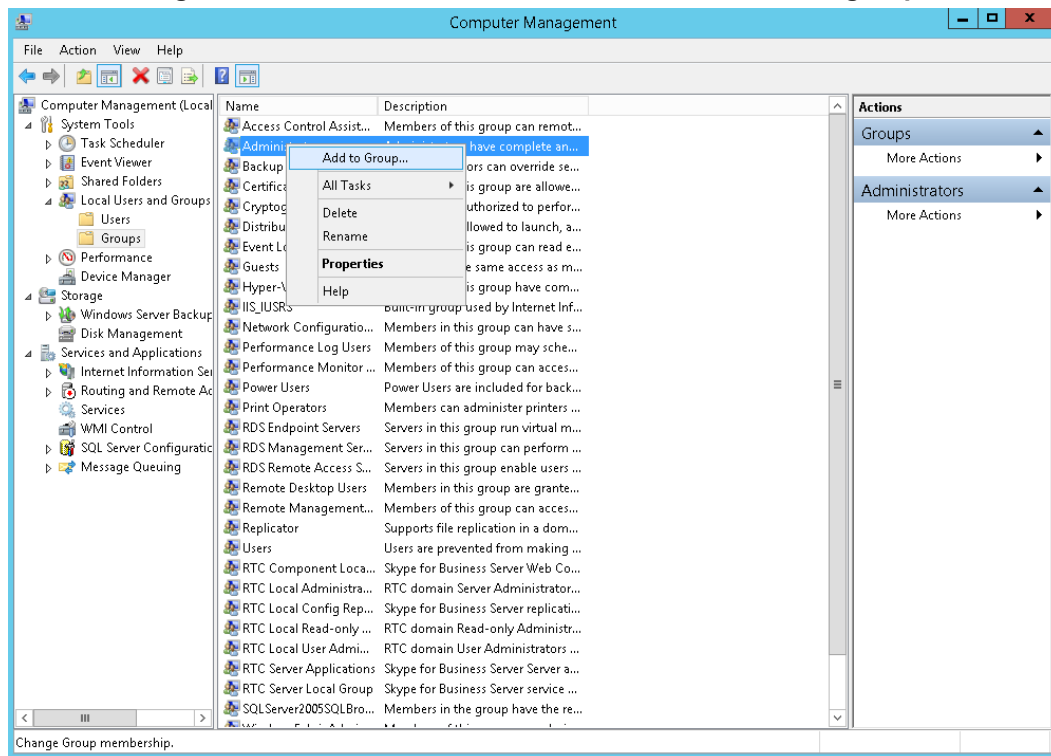 Computer Management
File Action View Help
Computer Management (Local
System Tools
Task Scheduler
Event Viewer
Shared Folders
Local Users and Groups
Users
Groups
Performance
Device Manager
Storage
Windows Server Backup
Disk Management
Services and Applications
Internet Information Ser
Routing and Remote Ac
Services
WMI Control
SQL Server Configuratic
Message Queuing
Name Description
Access Control Assist... Members of this group can remot...
have complete an...
Backup ors can override se...
Certifica is group are allowe...
Cryptog uthorized to perfor...
Distribu llowed to launch, a...
Event Lo is group can read e...
Guests e same access as m...
Hyper-V is group have com...
IIS_IUSRS Built-in group used by Internet Inf...
Network Configuratio... Members in this group can have s...
Performance Log Users Members of this group may sche...
Performance Monitor ... Members of this group can acces...
Power Users Power Users are included for back...
Print Operators Members can administer printers ...
RDS Endpoint Servers Servers in this group run virtual m...
RDS Management Ser... Servers in this group can perform ...
RDS Remote Access S... Servers in this group enable users ...
Remote Desktop Users Members in this group are grante...
Remote Management... Members of this group can acces...
Replicator Supports file replication in a dom...
Users Users are prevented from making ...
RTC Component Loca... Skype for Business Server Web Co...
RTC Local Administra... RTC domain Server Administrator...
RTC Local Config Rep... Skype for Business Server replicati...
RTC Local Read-only ... RTC domain Read-only Administr...
RTC Local User Admi... RTC domain User Administrators ...
RTC Server Applications Skype for Business Server Server a...
RTC Server Local Group Skype for Business Server service ...
SQLServer2005SQLBro... Members in the group have the re...
Add to Group...
All Tasks
Delete
Rename
Properties
Help
Actions
Groups
More Actions
Administrators
More Actions
Change Group membership.